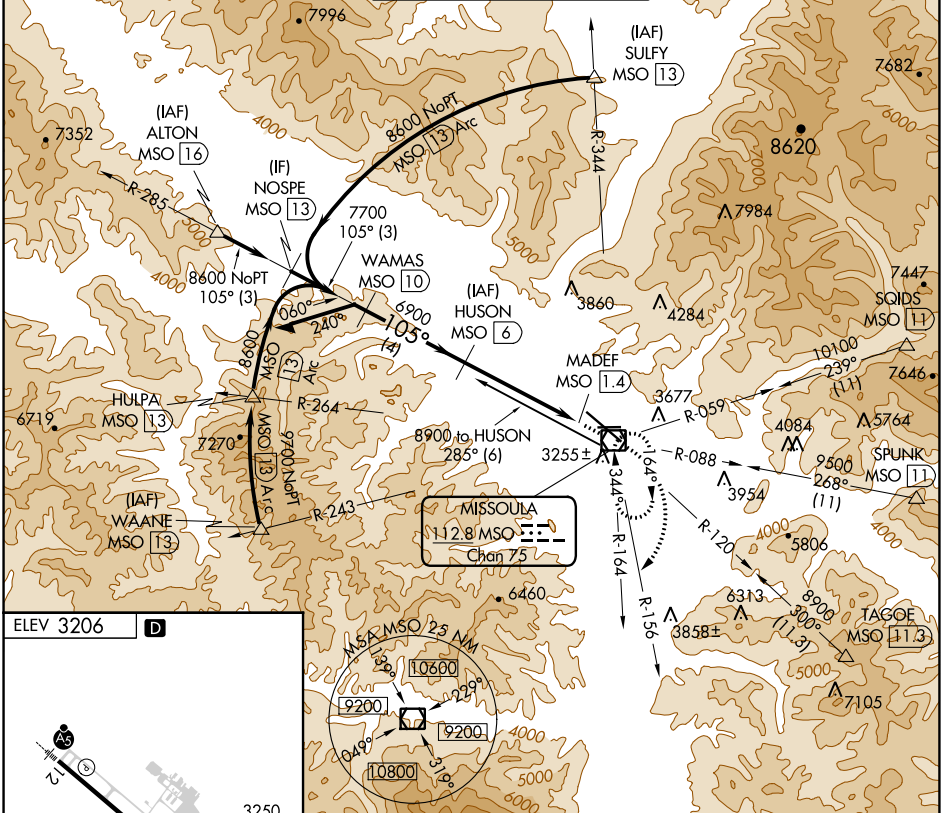 7996
(IAF)
SULFY
MSO 13
7682
6000
4000
(IAF)
ALTON
MSO 16
7352
8600 NoPT
MSO 13 Arc
R-344
8620
(IF)
NOSPE
MSO 13
R-285
5000
7700
105° (3)
7984
8600 NoPT
105° (3)
4000
WAMAS
MSO 10
5000
7447
SQIDS
MSO 11
060°
240°
6900
105°
(4)
(IAF)
HUSON
MSO 6
3860
4284
8600
MSO 13 Arc
MADEF
MSO 1.4
10100
239°
(11)
7646
HULPA
MSO 13
R-264
3677
R-059
6719
7270
MSO 13 Arc
9700 NoPT
8900 to HUSON
285° (6)
3255±
164°
344°
4084
5764
R-088
9500
268°
(11)
SPUNK
MSO 11
3954
(IAF)
WAANE
MSO 13
R-243
MISSOULA
112.8 MSO
Chan 75
R-164
R-120
4000
5806
4000
6460
R-156
6313
8900
300°
(11.3)
TAGOE
MSO 11.3
3858±
5000
7105
ELEV 3206
D
MSA MSO 25 NM
139°
10600
229°
9200
9200
049°
319°
10800
4000
5000
6000
A5
P
12
3250